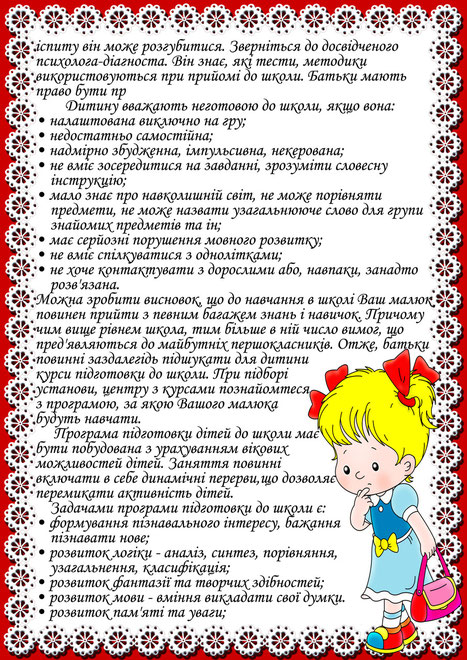 іспиту він може розгубитися. Зверніться до досвідченого
психолога-діагноста. Він знає, які тести, методики
використовуються при прийомі до школи. Батьки мають
право бути пр
Дитину вважають неготовою до школи, якщо вона:
• налаштована виключно на гру;
• недостатньо самостійна;
• надмірно збудженна, імпульсивна, некерована;
• не вміє зосередитися на завданні, зрозуміти словесну
інструкцію;
• мало знає про навколишній світ, не може порівняти
предмети, не може назвати узагальнююче слово для групи
знайомих предметів та ін;
• має серйозні порушення мовного розвитку;
• не вміє спілкуватися з однолітками;
• не хоче контактувати з дорослими або, навпаки, занадто
розв'язана.
Можна зробити висновок, що до навчання в школі Ваш малюк
повинен прийти з певним багажем знань і навичок. Причому
чим вище рівнем школа, тим більше в ній число вимог, що
пред'являються до майбутніх першокласників. Отже, батьки
повинні заздалегідь підшукати для дитини
курси підготовки до школи. При підборі
установи, центру з курсами познайомтеся
з програмою, за якою Вашого малюка
будуть навчати.
Програма підготовки дітей до школи має
бути побудована з урахуванням вікових
можливостей дітей. Заняття повинні
включати в себе динамічні перерви,що дозволяє
перемикати активність дітей.
Задачами програми підготовки до школи є:
• формування пізнавального інтересу, бажання
пізнавати нове;
• розвиток логіки - аналіз, синтез, порівняння,
узагальнення, класифікація;
• розвиток фантазії та творчих здібностей;
• розвиток мови - вміння викладати свої думки.
• розвиток пам'яті та уваги;